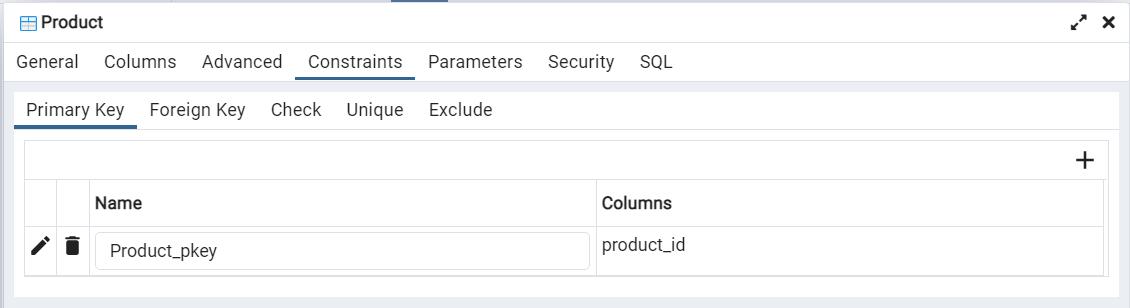 Product
General Columns Advanced Constraints Parameters Security SQL
Primary Key Foreign Key Check Unique Exclude
Name Columns
Product_pkey product_id